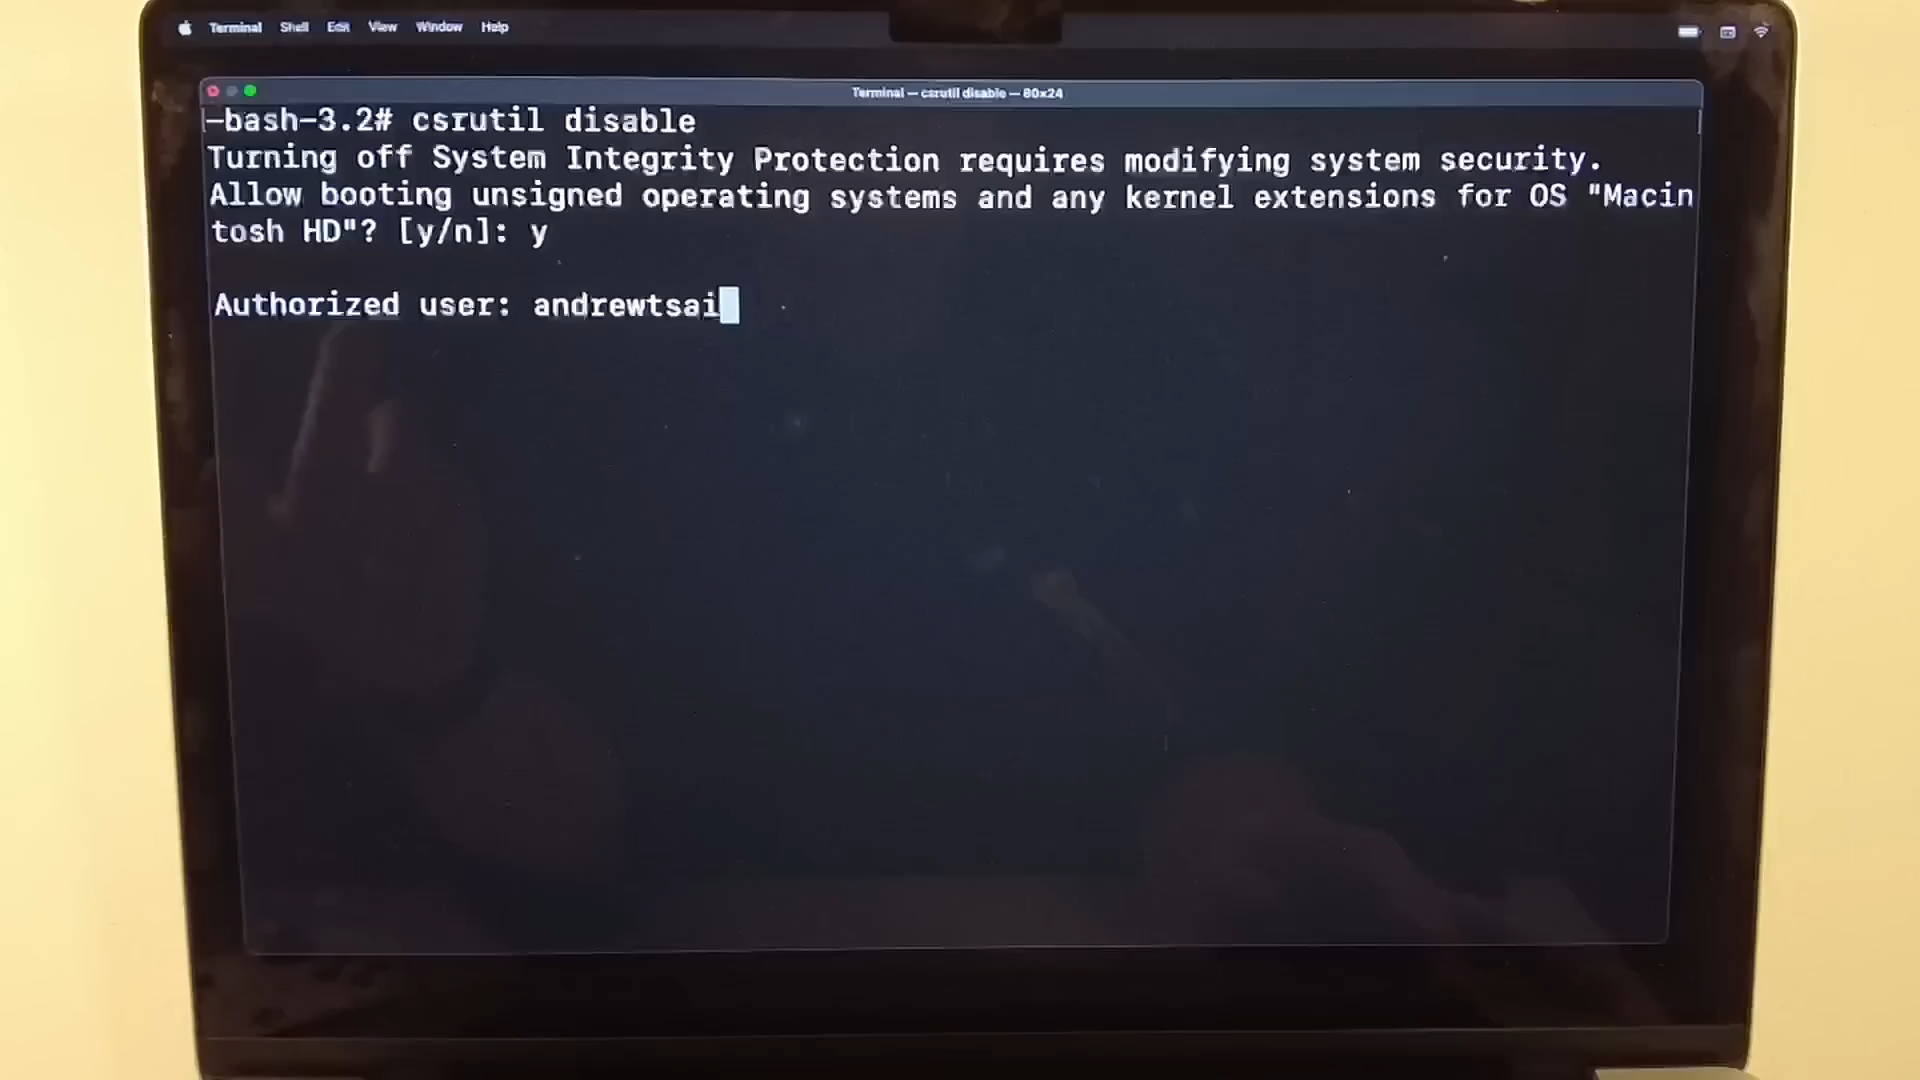 Terminal Shell Edit View Window Help
Terminal — csrutil disable — 80x24
-bash-3.2# csrutil disable
Turning off System Integrity Protection requires modifying system security.
Allow booting unsigned operating systems and any kernel extensions for OS "Macin
tosh HD"? [y/n]: y
Authorized user: andrewtsai